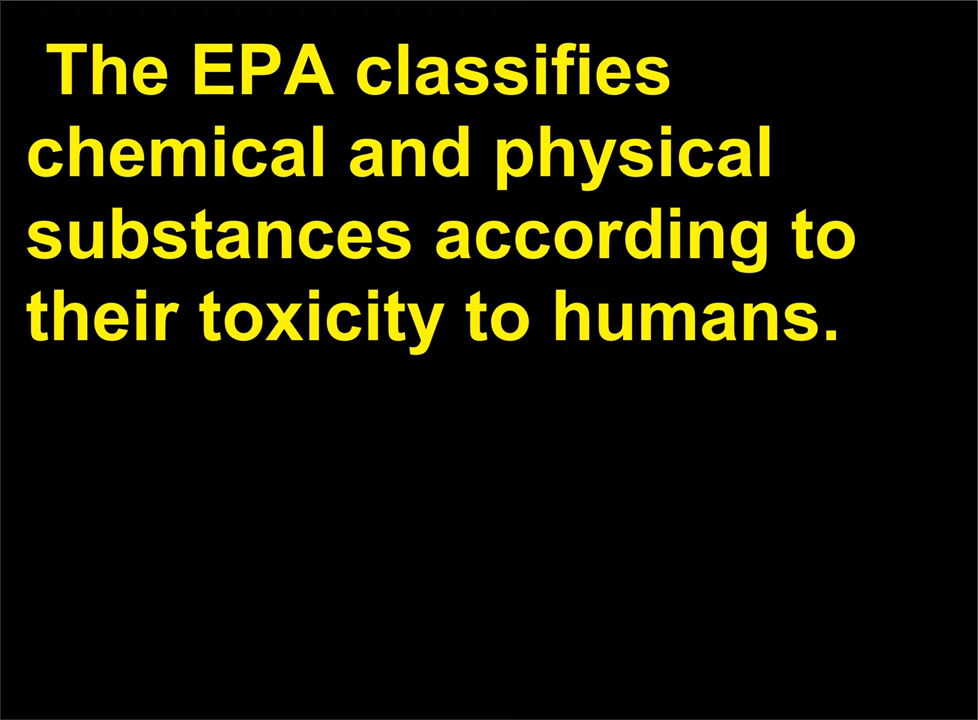 The EPA classifies
chemical and physical
substances according to
their toxicity to humans.